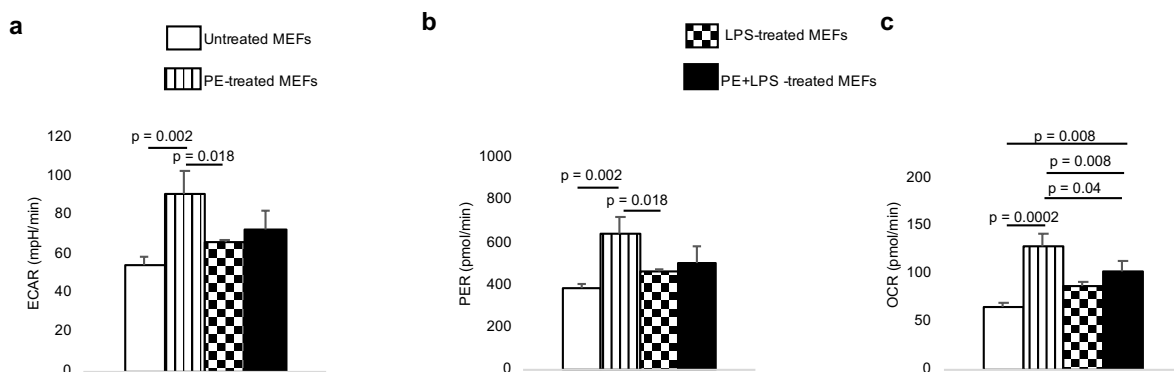 a
Untreated MEFs
PE-treated MEFs
b
LPS-treated MEFs
PE+LPS -treated MEFs
c
ECAR (mpH/min)
120
100
80
60
40
20
0
p = 0.002
p = 0.018
PER (pmol/min)
1000
800
600
400
200
0
p = 0.002
p = 0.018
OCR (pmol/min)
200
150
100
50
0
p = 0.008
p = 0.008
p = 0.04
p = 0.0002